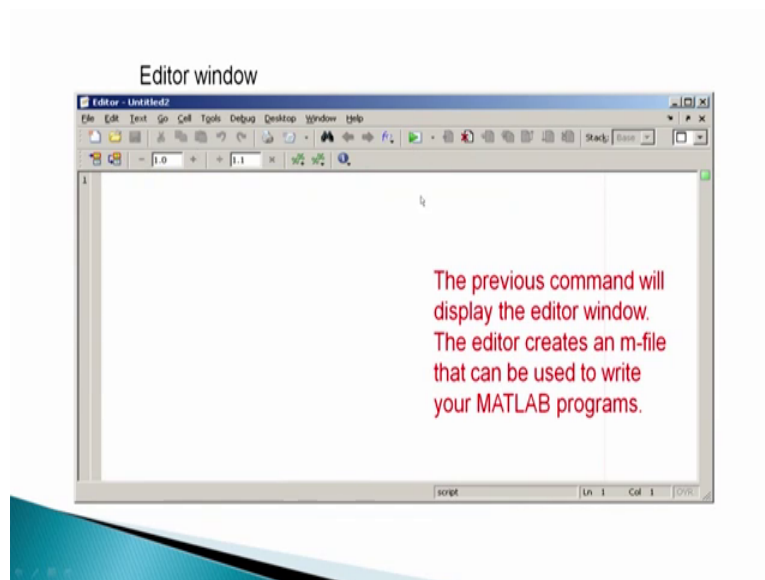 Editor window
Editor - Untitled2
File Edit Text Go Cell Tools Debug Desktop Window Help
Stack: Base
1.0 1.1
1
The previous command will
display the editor window.
The editor creates an m-file
that can be used to write
your MATLAB programs.
script Ln 1 Col 1 OVR